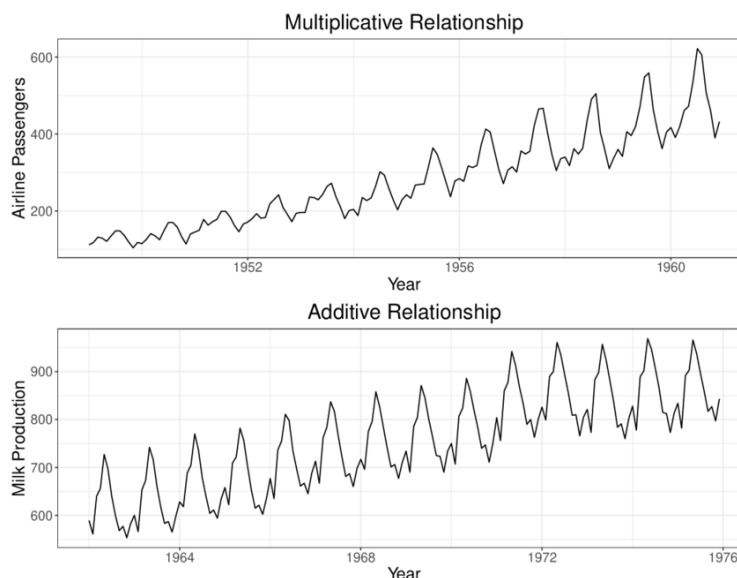 Multiplicative Relationship
Airline Passengers
600
400
200
1952
1956
1960
Year
Additive Relationship
Milk Production
900
800
700
600
1964
1968
1972
1976
Year